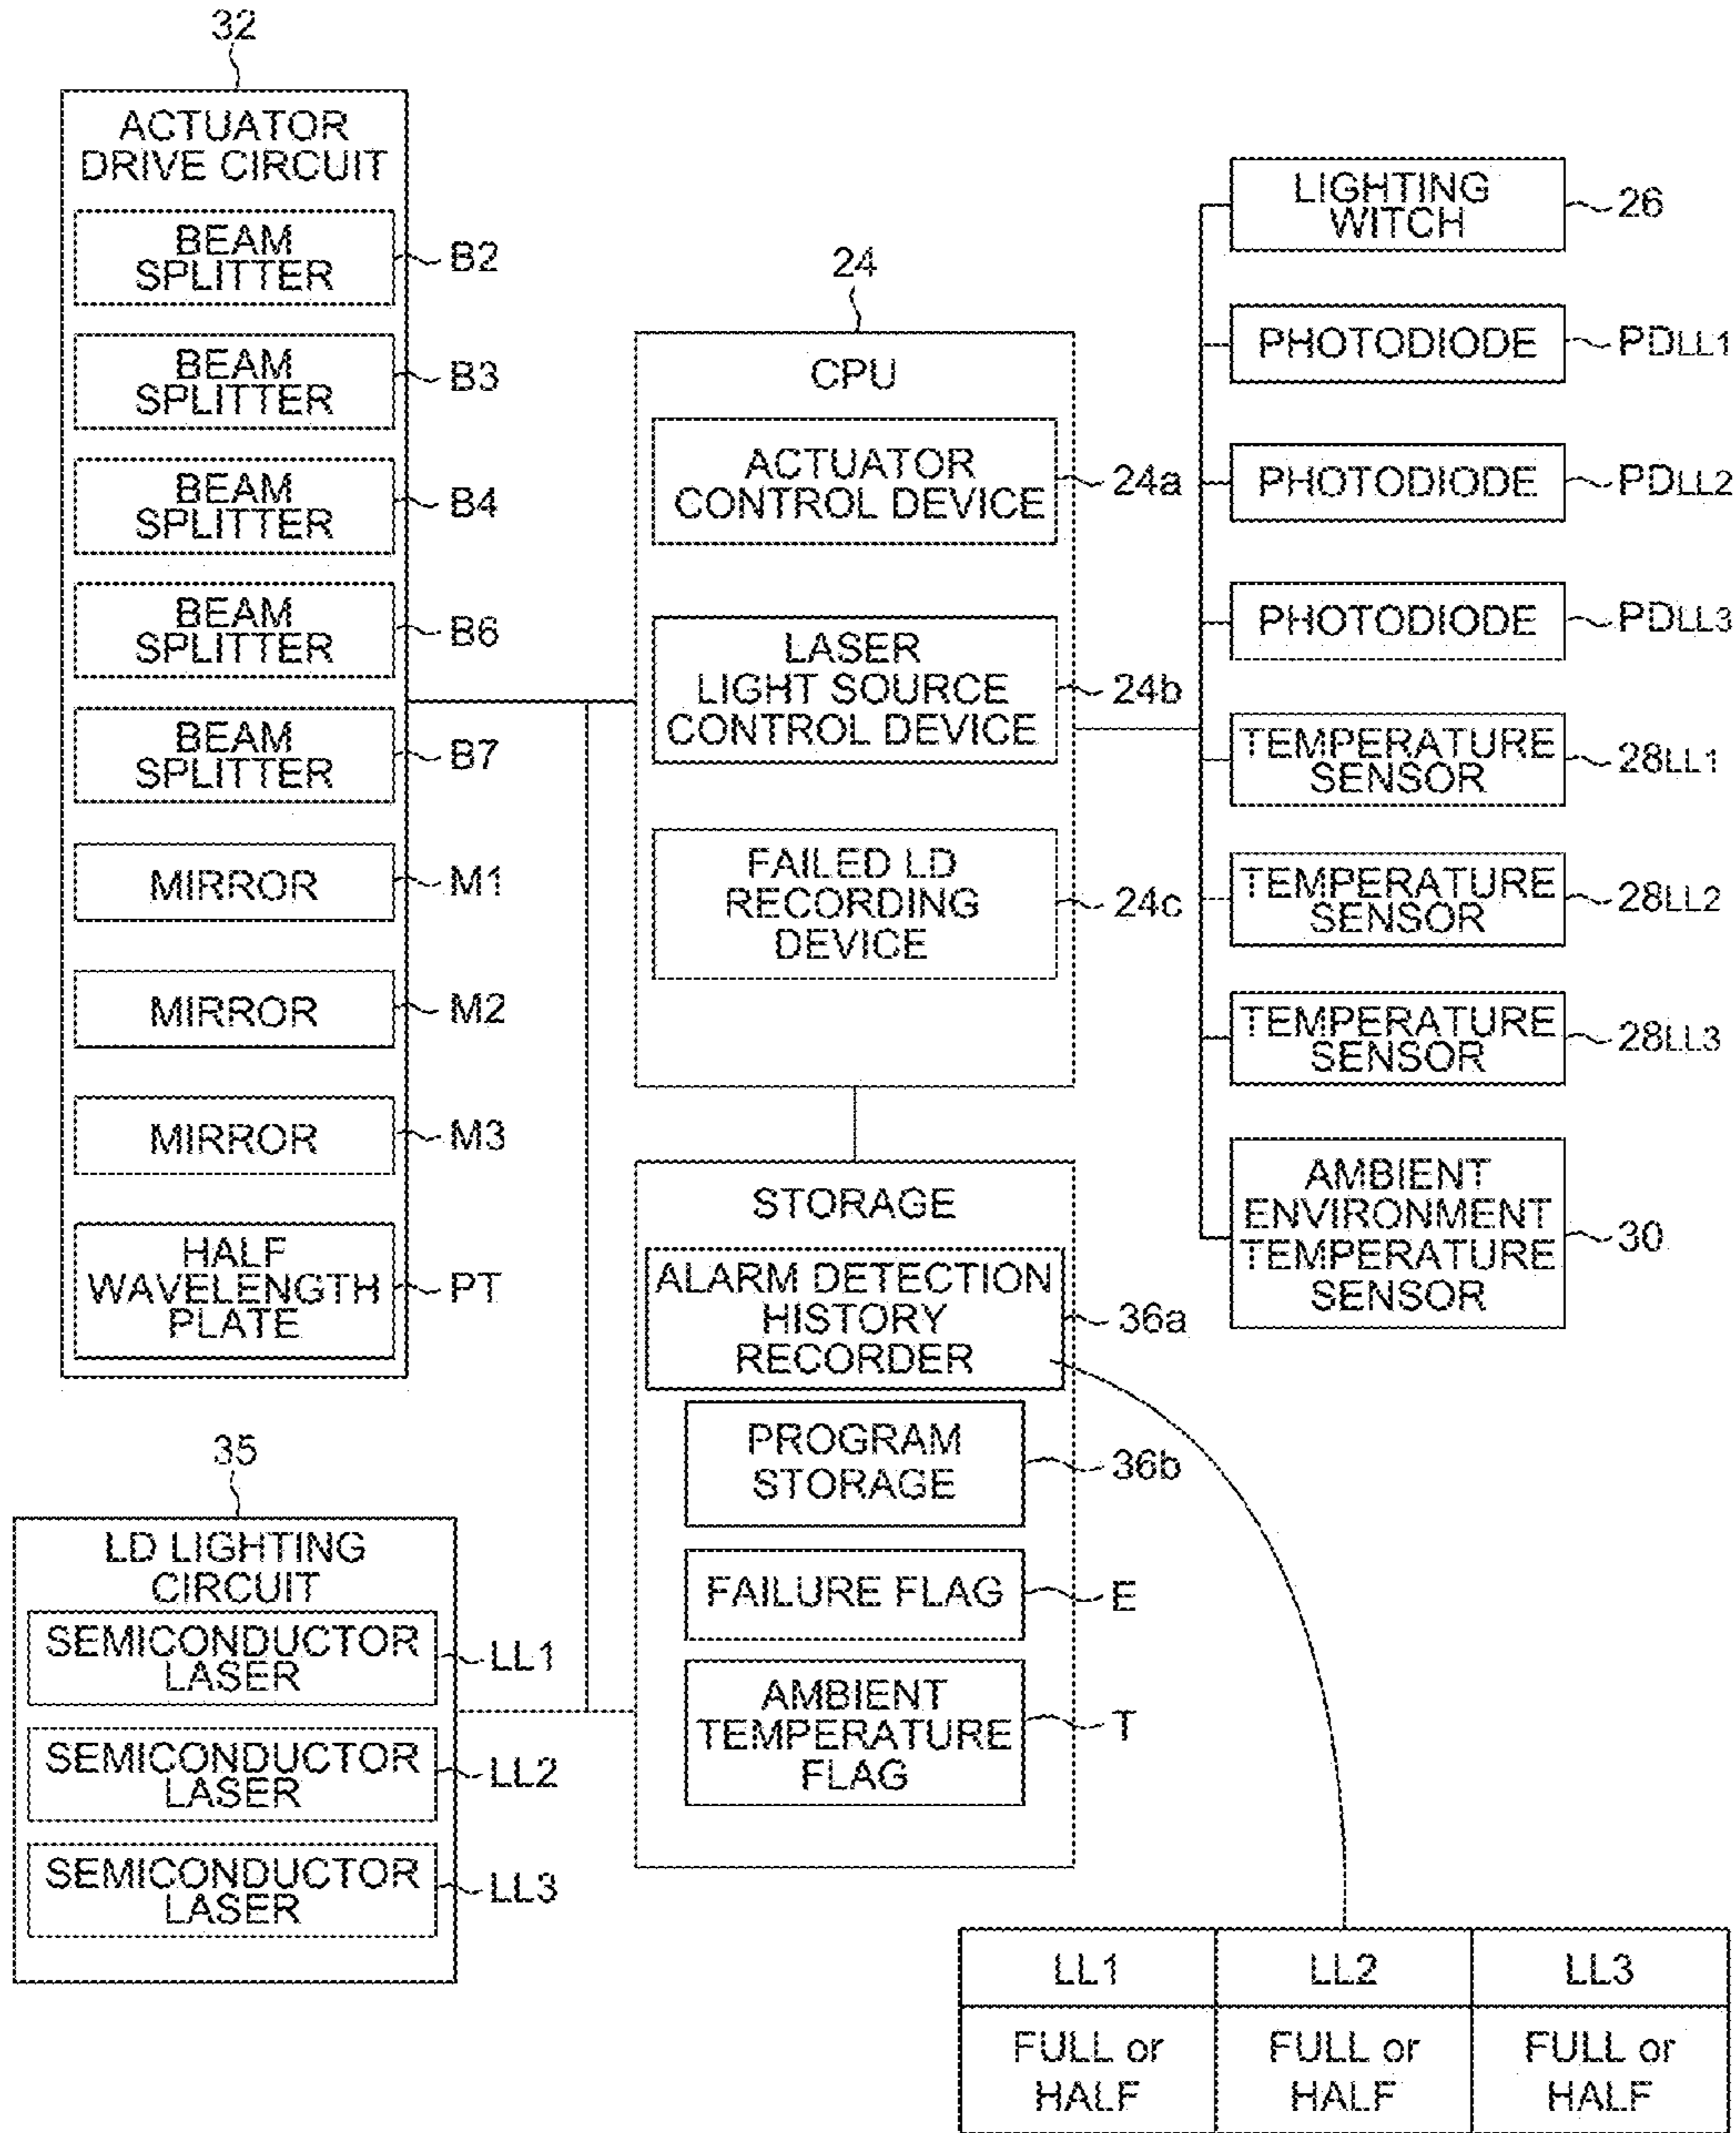 32
ACTUATOR
DRIVE CIRCUIT
BEAM
SPLITTER
B2
BEAM
SPLITTER
B3
BEAM
SPLITTER
B4
BEAM
SPLITTER
B6
BEAM
SPLITTER
B7
MIRROR
M1
MIRROR
M2
MIRROR
M3
HALF
WAVELENGTH
PLATE
PT
35
LD LIGHTING
CIRCUIT
SEMICONDUCTOR
LASER
LL1
SEMICONDUCTOR
LASER
LL2
SEMICONDUCTOR
LASER
LL3
24
CPU
ACTUATOR
CONTROL DEVICE
24a
LASER
LIGHT SOURCE
CONTROL DEVICE
24b
FAILED LD
RECORDING
DEVICE
24c
STORAGE
ALARM DETECTION
HISTORY
RECORDER
36a
PROGRAM
STORAGE
36b
FAILURE FLAG
E
AMBIENT
TEMPERATURE
FLAG
T
LIGHTING
WITCH
26
PHOTODIODE
PDLL1
PHOTODIODE
PDLL2
PHOTODIODE
PDLL3
TEMPERATURE
SENSOR
28LL1
TEMPERATURE
SENSOR
28LL2
TEMPERATURE
SENSOR
28LL3
AMBIENT
ENVIRONMENT
TEMPERATURE
SENSOR
30
LL1 LL2 LL3
FULL or FULL or FULL or
HALF HALF HALF